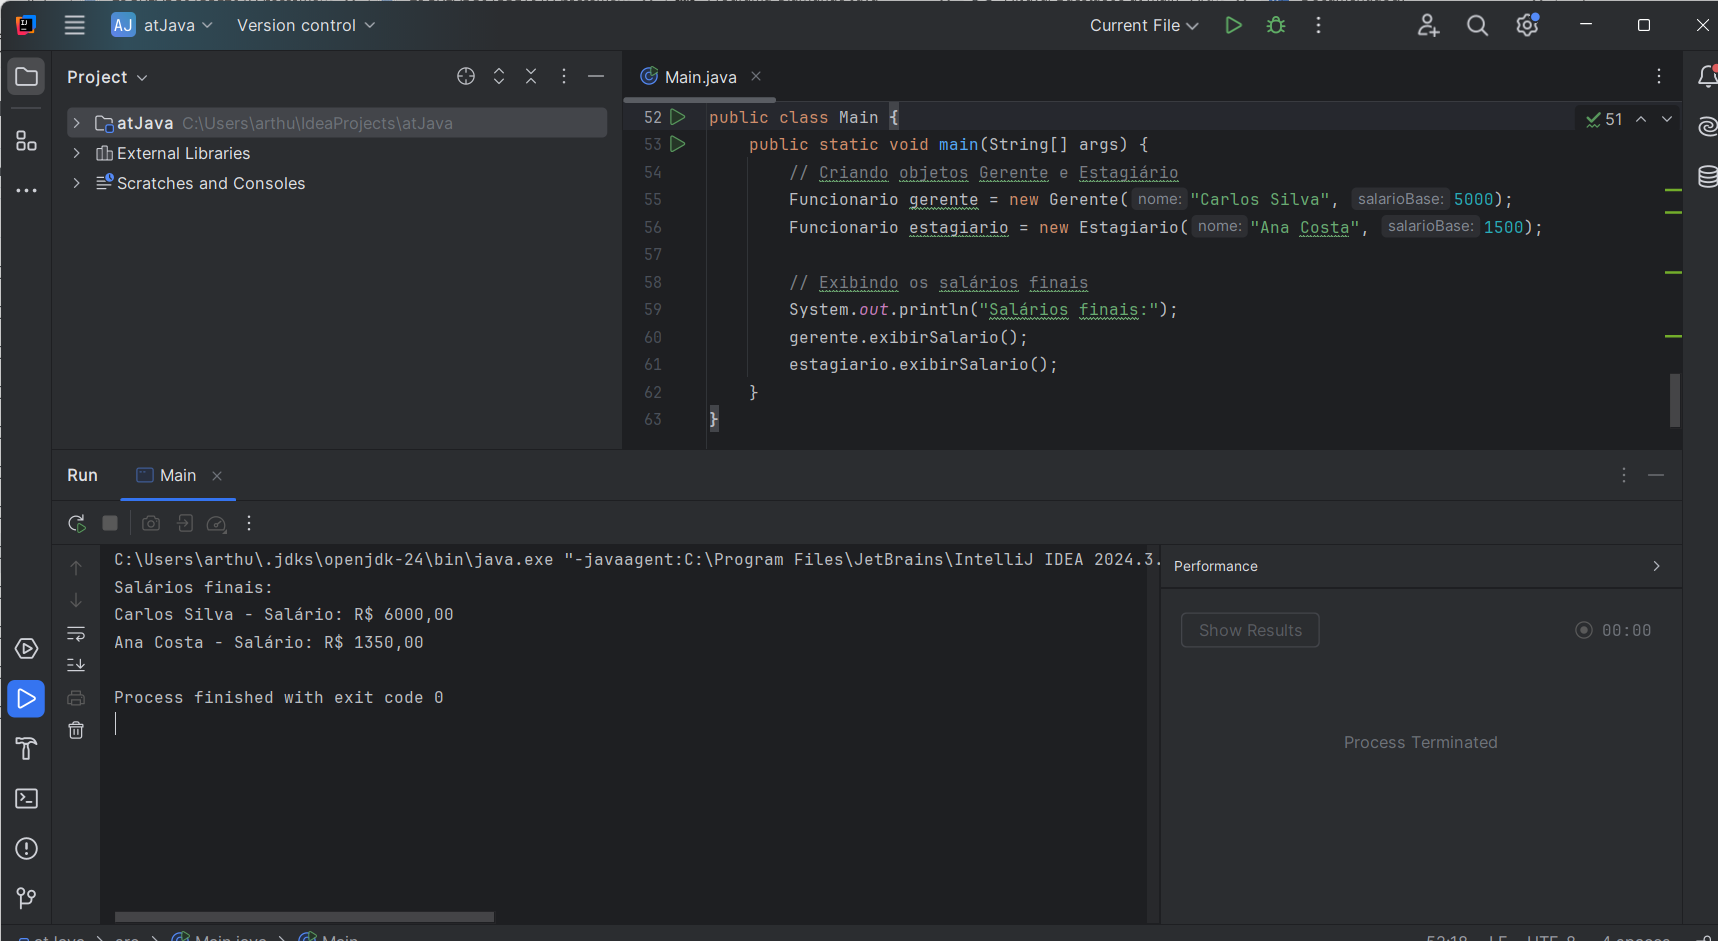 AJ atJava Version control Current File
Project
Main.java
atJava C:\Users\arthu\IdeaProjects\atJava
External Libraries
Scratches and Consoles
51
52 public class Main {
53 public static void main(String[] args) {
54 // Criando objetos Gerente e Estagiário
55 Funcionario gerente = new Gerente( nome: "Carlos Silva", salarioBase: 5000);
56 Funcionario estagiario = new Estagiario( nome: "Ana Costa", salarioBase: 1500);
57
58 // Exibindo os salários finais
59 System.out.println("Salários finais:");
60 gerente.exibirSalario();
61 estagiario.exibirSalario();
62 }
63 }
Run Main
C:\Users\arthu\.jdks\openjdk-24\bin\java.exe "-javaagent:C:\Program Files\JetBrains\IntelliJ IDEA 2024.3.
Salários finais:
Carlos Silva - Salário: R$ 6000,00
Ana Costa - Salário: R$ 1350,00
Process finished with exit code 0
Performance
Show Results 00:00
Process Terminated